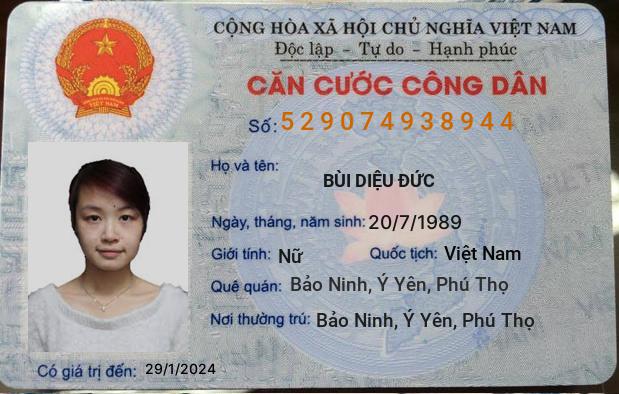 CỘNG HÒA XÃ HỘI CHỦ NGHĨA VIỆT NAM
Độc lập - Tự do - Hạnh phúc
CĂN CƯỚC CÔNG DÂN
Số: 529074938944
Họ và tên:
BÙI DIỆU ĐỨC
Ngày, tháng, năm sinh: 20/7/1989
Giới tính: Nữ Quốc tịch: Việt Nam
Quê quán: Bảo Ninh, Ý Yên, Phú Thọ
Nơi thường trú: Bảo Ninh, Ý Yên, Phú Thọ
Có giá trị đến: 29/1/2024